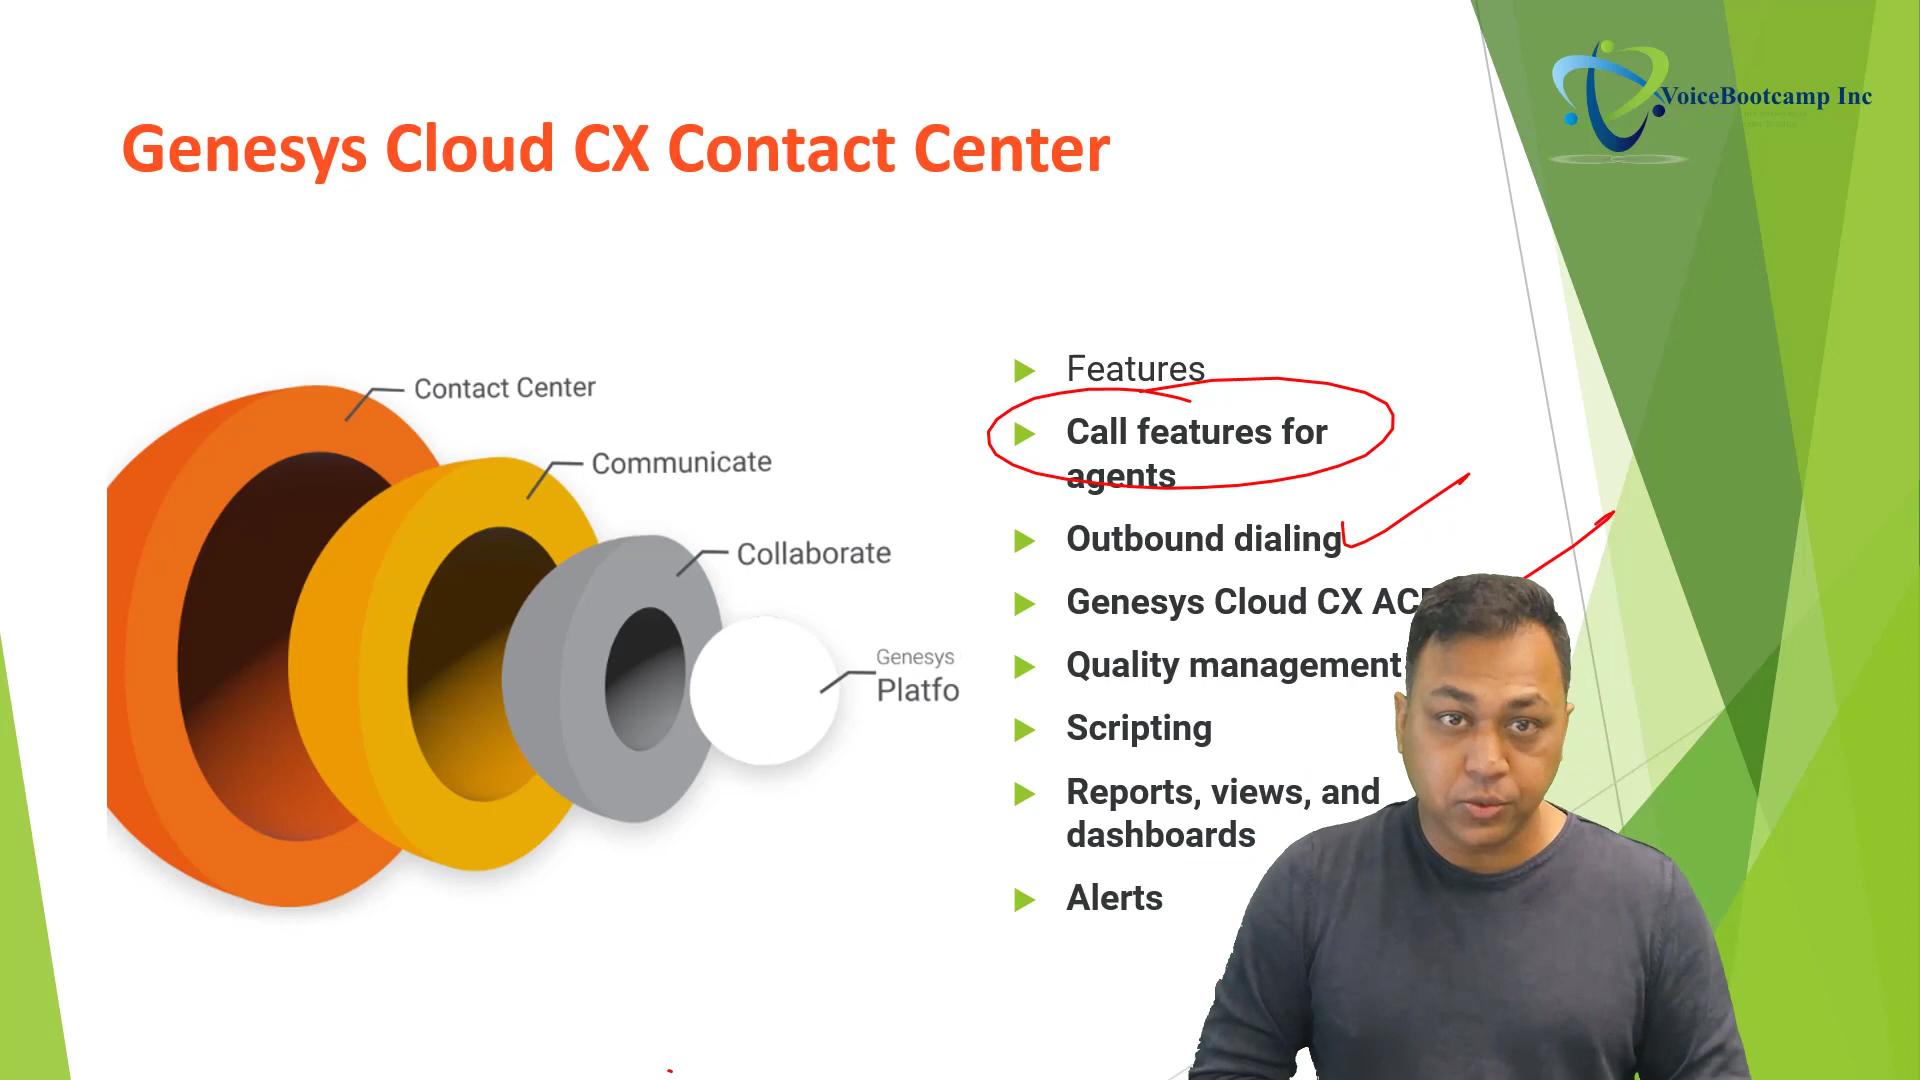 VoiceBootcamp Inc
Genesys Cloud CX Contact Center
Contact Center
Communicate
Collaborate
Genesys
Platfo
Features
Call features for
agents
Outbound dialing
Genesys Cloud CX
Quality management
Scripting
Reports, views, and
dashboards
Alerts